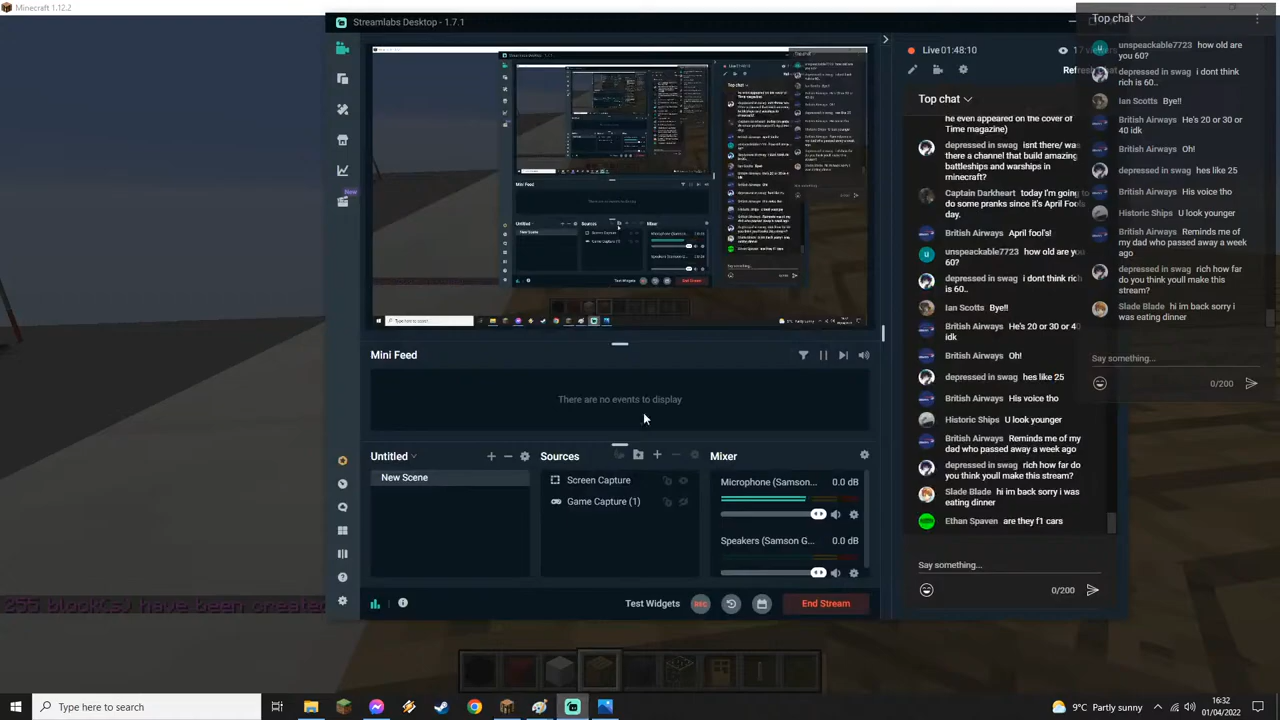 Minecraft 1.12.2
Streamlabs Desktop - 1.7.1
Live 01:48:10
17
Refres
Top chat
he even appeared on the cover of
Time magazine)
depressed in swag isnt there/ was
there a channel that build amazing
battleships and warships in
minecraft?
Captain Darkheart today I'm going
to do some pranks since it's April Fools
day.
British Airways April fool's!
unspeackable7723 how old are you
60?
depressed in swag i dont think rich
is 60..
Ian Scotts Bye!!
British Airways He's 20 or 30 or 40
idk
British Airways Oh!
depressed in swag hes like 25
British Airways His voice tho
Historic Ships U look younger
British Airways Reminds me of my
dad who passed away a week ago
depressed in swag rich how far do
you think youll make this stream?
Slade Blade hi im back sorry i was
eating dinner
Ethan Spaven are they f1 cars
Say something...
0/200
Top chat
unspeackable7723 how old are
you 60?
depressed in swag i dont think
rich is 60..
Ian Scotts Bye!!
British Airways He's 20 or 30 or
40 idk
British Airways Oh!
depressed in swag hes like 25
British Airways His voice tho
Historic Ships U look younger
British Airways Reminds me of
my dad who passed away a week
ago
depressed in swag rich how far
do you think youll make this
stream?
Slade Blade hi im back sorry i
was eating dinner
Say something...
0/200
New
Mini Feed
There are no events to display
Untitled
New Scene
Sources
Screen Capture
Game Capture (1)
Mixer
Microphone (Samson... 0.0 dB
Speakers (Samson G... 0.0 dB
Test Widgets
REC
End Stream
255 block(s) have been created
Type here to search
9°C Partly sunny
16:32
01/04/2022